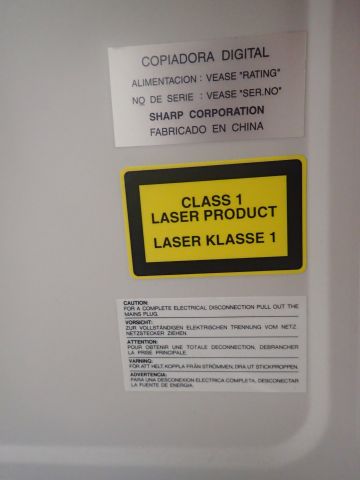 COPIADORA DIGITAL
ALIMENTACION : VEASE "RATING"
NO DE SERIE : VEASE "SER.NO"
SHARP CORPORATION
FABRICADO EN CHINA
CLASS 1
LASER PRODUCT
LASER KLASSE 1
CAUTION:
FOR A COMPLETE ELECTRICAL DISCONNECTION PULL OUT THE
MAINS PLUG.
VORSICHT:
ZUR VOLLSTÄNDIGEN ELEKTRISCHEN TRENNUNG VOM NETZ
NETZSTECKER ZIEHEN.
ATTENTION:
POUR OBTENIR UNE TOTALE DECONNECTION, DEBRANCHER
LA PRISE PRINCIPALE.
VARNING:
FÖR ATT HELT KOPPLA FRÅN STRÖMMEN, DRA UT STICKPROPPEN.
ADVERTENCIA:
PARA UNA DESCONEXION ELECTRICA COMPLETA, DESCONECTAR
LA FUENTE DE ENERGIA.